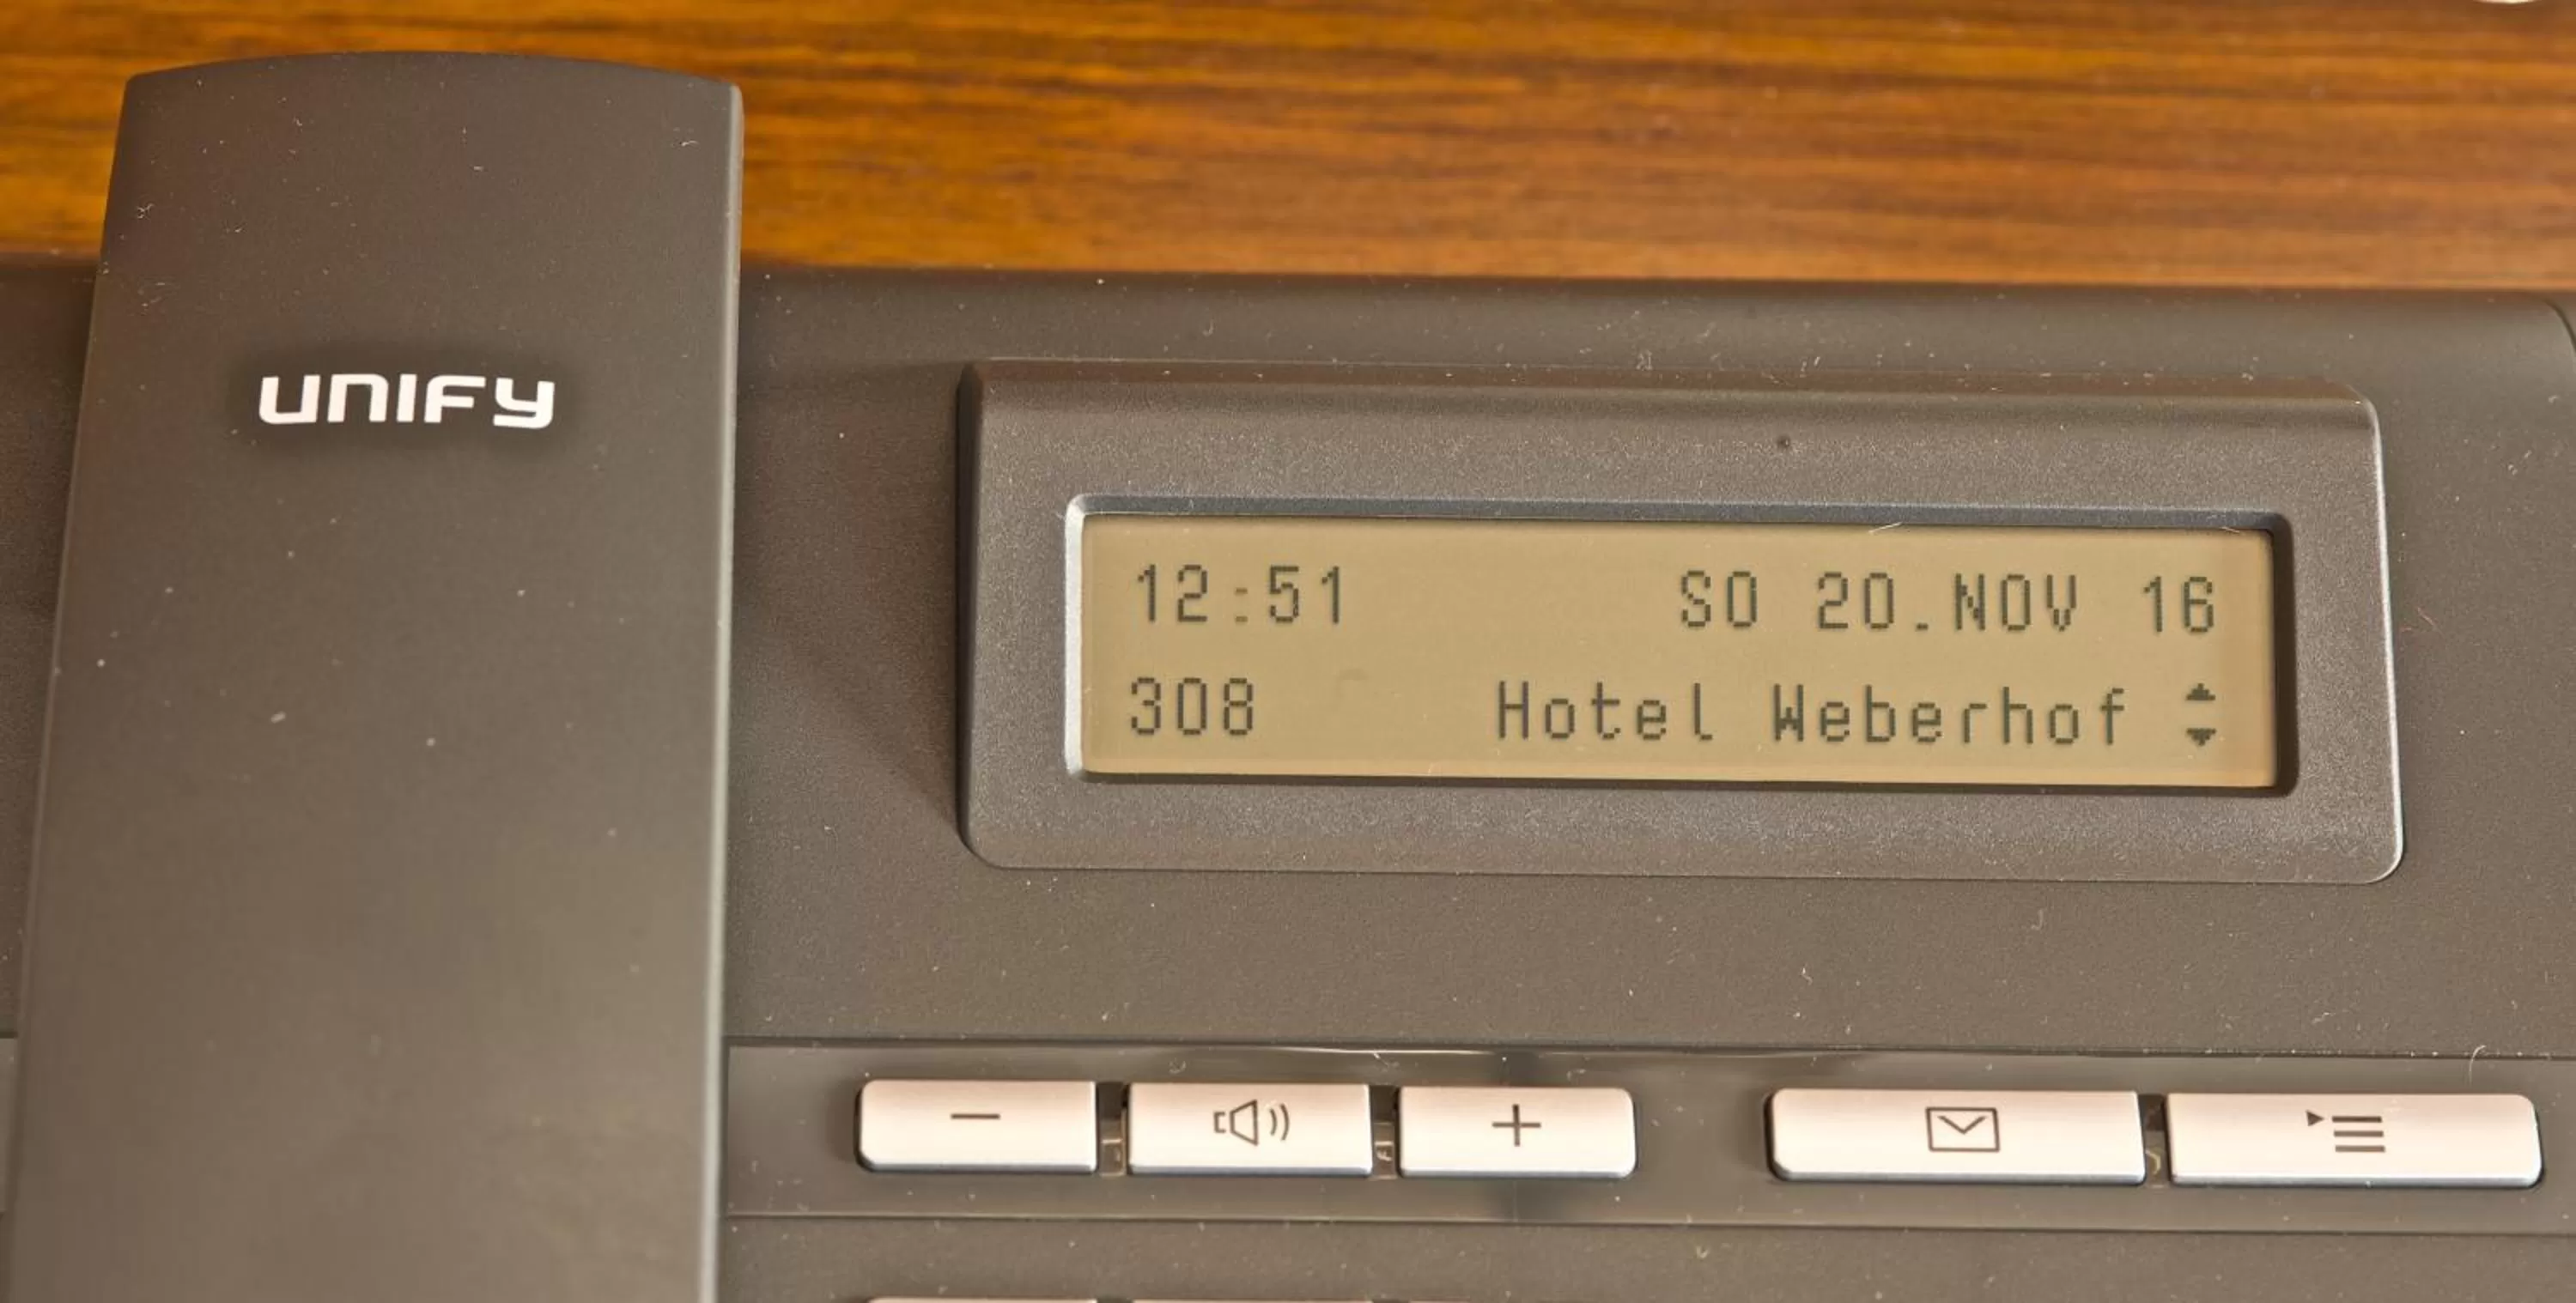 UNIFY
12:51 SO 20.NOV 16
308 Hotel Weberhof